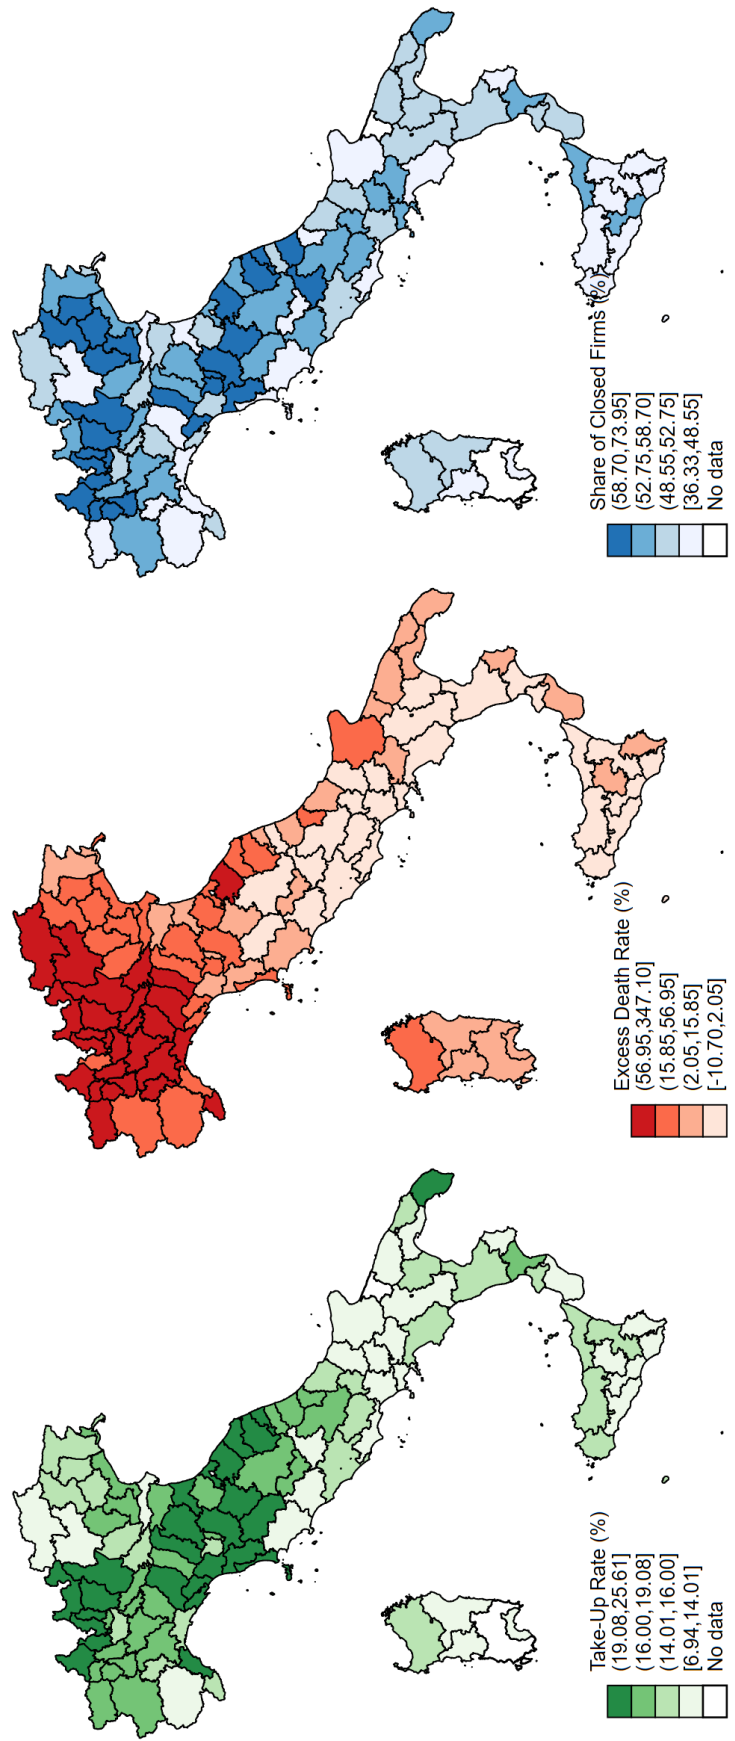 Take-Up Rate (%)
(19.08,25.61]
(16.00,19.08]
(14.01,16.00]
[6.94,14.01]
No data
Excess Death Rate (%)
(56.95,347.10]
(15.85,56.95]
(2.05,15.85]
[-10.70,2.05]
Share of Closed Firms (%)
(58.70,73.95]
(52.75,58.70]
(48.55,52.75]
[36.33,48.55]
No data